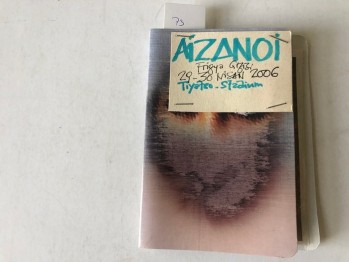 73
AİZANOİ
Frigya Gezisi
29-30 NİSAN 2006
Tiyatro-Stadium